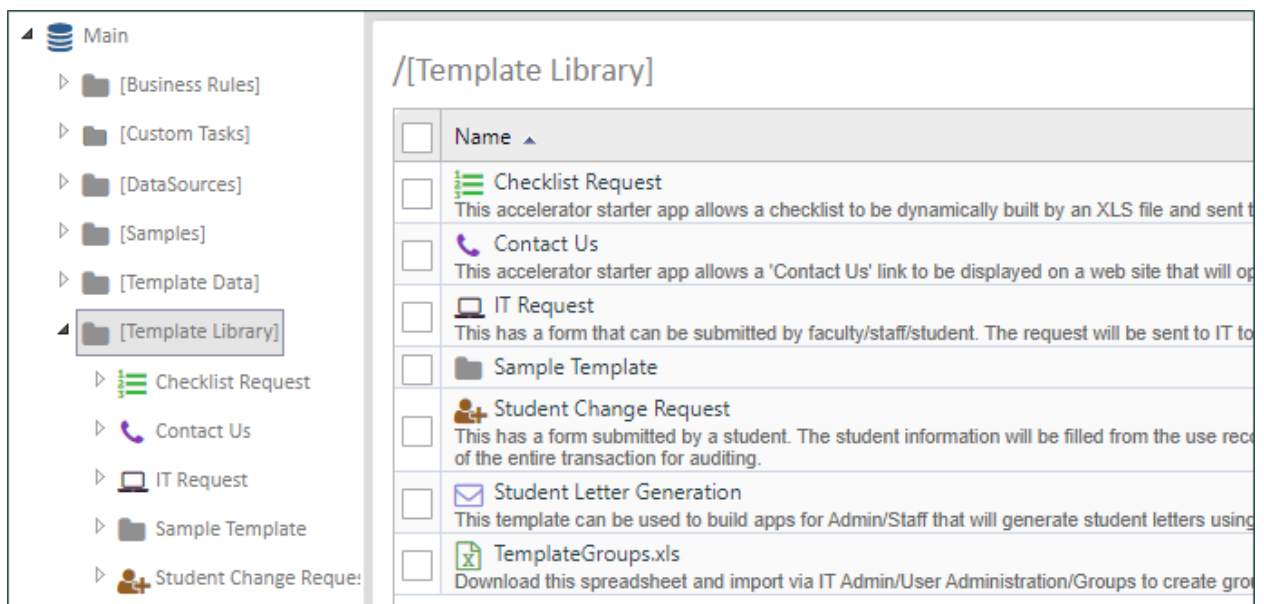 Main
[Business Rules]
[Custom Tasks]
[DataSources]
[Samples]
[Template Data]
[Template Library]
Checklist Request
Contact Us
IT Request
Sample Template
Student Change Reques
/[Template Library]
Name
Checklist Request
This accelerator starter app allows a checklist to be dynamically built by an XLS file and sent t
Contact Us
This accelerator starter app allows a 'Contact Us' link to be displayed on a web site that will op
IT Request
This has a form that can be submitted by faculty/staff/student. The request will be sent to IT to
Sample Template
Student Change Request
This has a form submitted by a student. The student information will be filled from the use reco
of the entire transaction for auditing.
Student Letter Generation
This template can be used to build apps for Admin/Staff that will generate student letters using
TemplateGroups.xls
Download this spreadsheet and import via IT Admin/User Administration/Groups to create grou